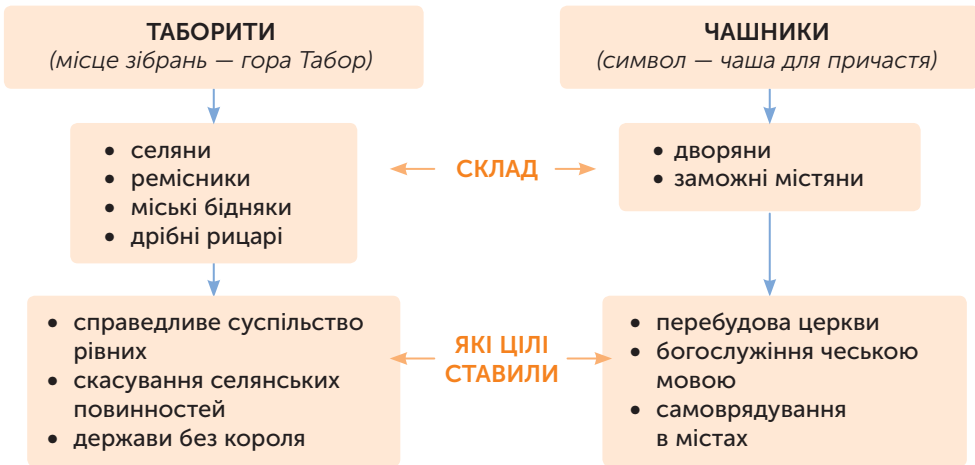 ТАБОРИТИ
(місце зібрань — гора Табор)
ЧАШНИКИ
(символ — чаша для причастя)
• селяни
• ремісники
• міські бідняки
• дрібні рицарі
СКЛАД
• дворяни
• заможні містяни
• справедливе суспільство
рівних
• скасування селянських
повинностей
• держави без короля
ЯКІ ЦІЛІ
СТАВИЛИ
• перебудова церкви
• богослужіння чеською
мовою
• самоврядування
в містах